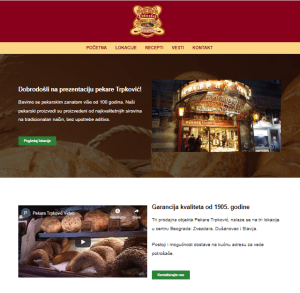 POČETNA LOKACIJE RECEPTI VESTI KONTAKT
Dobrodošli na prezentaciju pekare Trpković!
Bavimo se pekarskim zanatom više od 100 godina. Naši
pekarski proizvodi su proizvedeni od najkvalitetnijih sirovina
na tradicionalan način, bez upotrebe aditiva.
Pogledaj lokacije
Garancija kvaliteta od 1905. godine
P Pekara Trpković Video
Tri prodajna objekta Pekare Trpković, nalaze se na tri lokacije
u centru Beograda: Zvezdara, Dušanovac i Slavija.
Postoji i mogućnost dostave na kućnu adresu za veće
potrošače.
Kontaktirajte nas